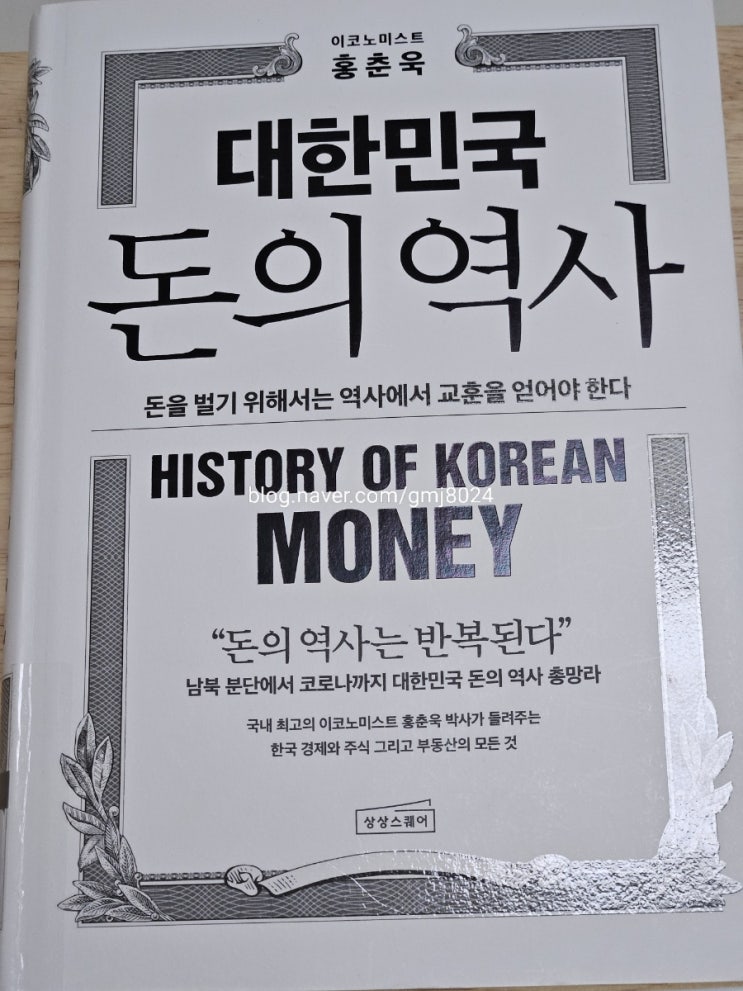 이코노미스트
홍춘욱
대한민국
돈의 역사
돈을 벌기 위해서는 역사에서 교훈을 얻어야 한다
HISTORY OF KOREAN
blog.naver.com/gmj8024
MONEY
“돈의 역사는 반복된다”
남북 분단에서 코로나까지 대한민국 돈의 역사 총망라
국내 최고의 이코노미스트 홍춘욱 박사가 들려주는
한국 경제와 주식 그리고 부동산의 모든 것
상상스퀘어